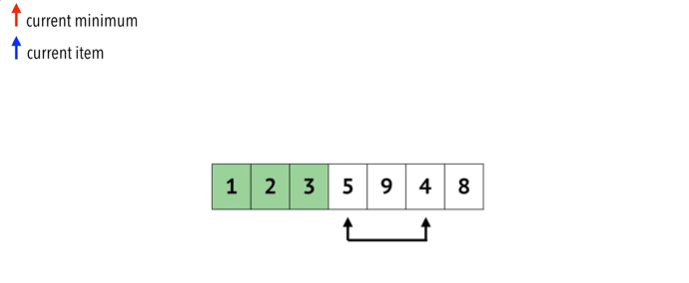 current minimum
current item
1 2 3 5 9 4 8